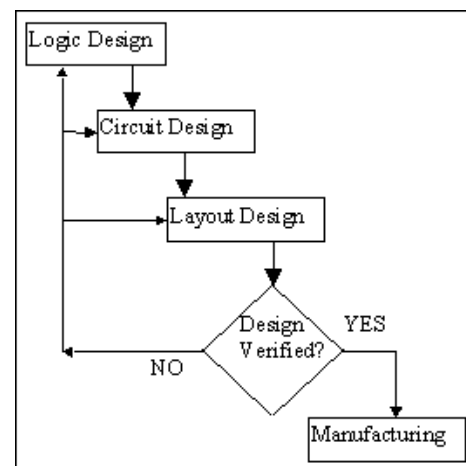 Logic Design
Circuit Design
Layout Design
Design
Verified?
YES
NO
Manufacturing